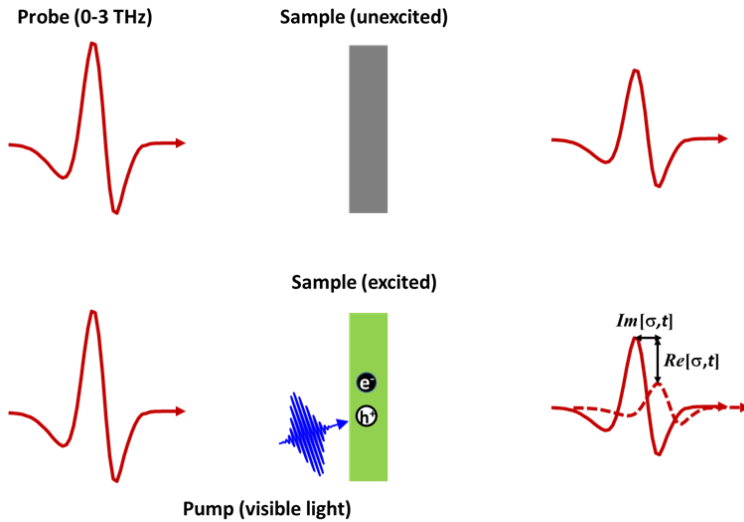 Probe (0-3 THz)
Sample (unexcited)
Sample (excited)
Im[σ,t]
Re[σ,t]
e⁻
h⁺
Pump (visible light)